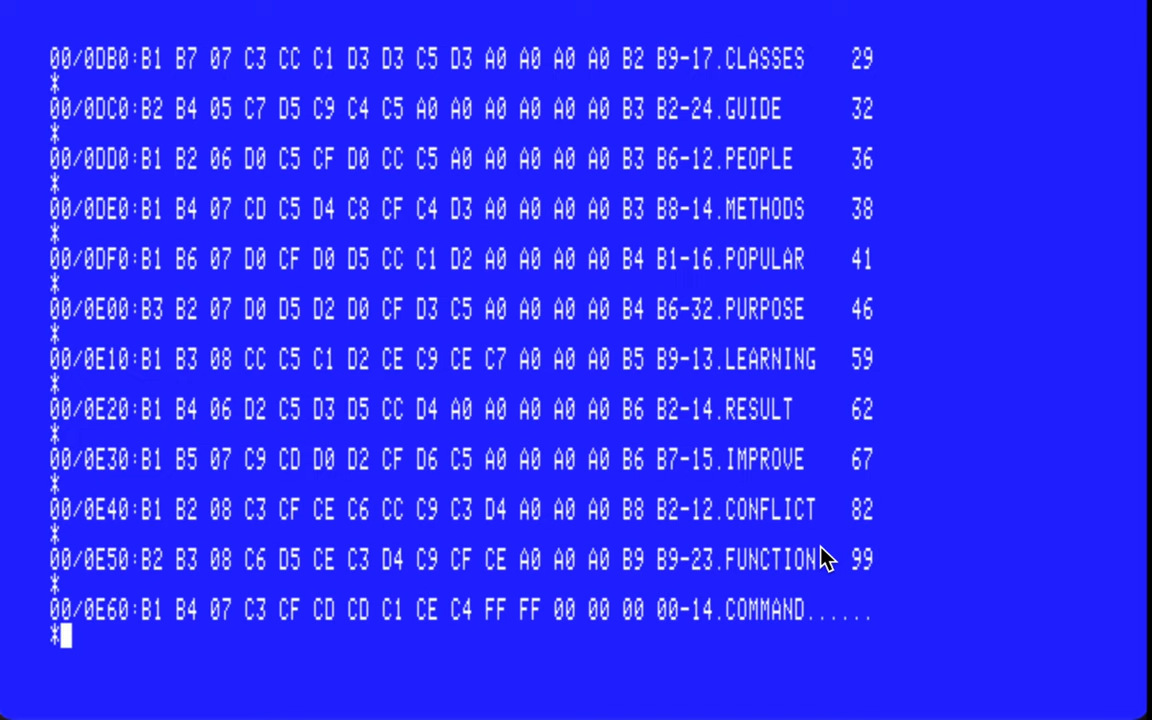 00/0DB0:B1 B7 07 C3 CC C1 D3 D3 C5 D3 A0 A0 A0 A0 B2 B9-17.CLASSES    29
*
00/0DC0:B2 B4 05 C7 D5 C9 C4 C5 A0 A0 A0 A0 A0 A0 B3 B2-24.GUIDE      32
*
00/0DD0:B1 B2 06 D0 C5 CF D0 CC C5 A0 A0 A0 A0 A0 B3 B6-12.PEOPLE     36
*
00/0DE0:B1 B4 07 CD C5 D4 C8 CF C4 D3 A0 A0 A0 A0 B3 B8-14.METHODS    38
*
00/0DF0:B1 B6 07 D0 CF D0 D5 CC C1 D2 A0 A0 A0 A0 B4 B1-16.POPULAR    41
*
00/0E00:B3 B2 07 D0 D5 D2 D0 CF D3 C5 A0 A0 A0 A0 B4 B6-32.PURPOSE    46
*
00/0E10:B1 B3 08 CC C5 C1 D2 CE C9 CE C7 A0 A0 A0 B5 B9-13.LEARNING   59
*
00/0E20:B1 B4 06 D2 C5 D3 D5 CC D4 A0 A0 A0 A0 A0 B6 B2-14.RESULT     62
*
00/0E30:B1 B5 07 C9 CD D0 D2 CF D6 C5 A0 A0 A0 A0 B6 B7-15.IMPROVE    67
*
00/0E40:B1 B2 08 C3 CF CE C6 CC C9 C3 D4 A0 A0 A0 B8 B2-12.CONFLICT   82
*
00/0E50:B2 B3 08 C6 D5 CE C3 D4 C9 CF CE A0 A0 A0 B9 B9-23.FUNCTION   99
*
00/0E60:B1 B4 07 C3 CF CD CD C1 CE C4 FF FF 00 00 00 00-14.COMMAND......
*